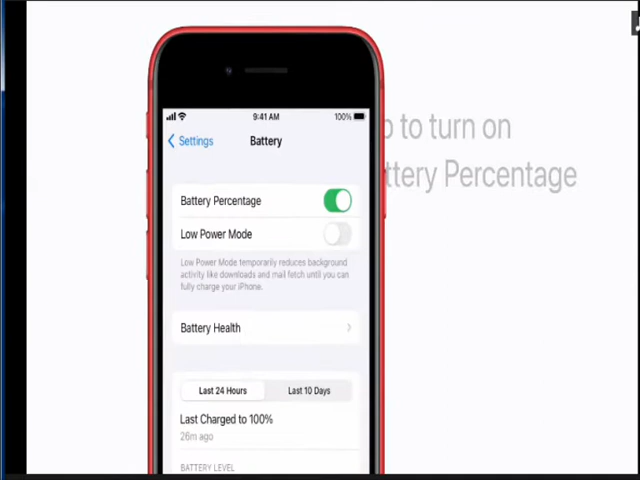 9:41 AM
100%
Settings
Battery
to turn on
Battery Percentage
ttery Percentage
Low Power Mode
Low Power Mode temporarily reduces background
activity like downloads and mail fetch until you can
fully charge your iPhone.
Battery Health
Last 24 Hours
Last 10 Days
Last Charged to 100%
26m ago
BATTERY LEVEL